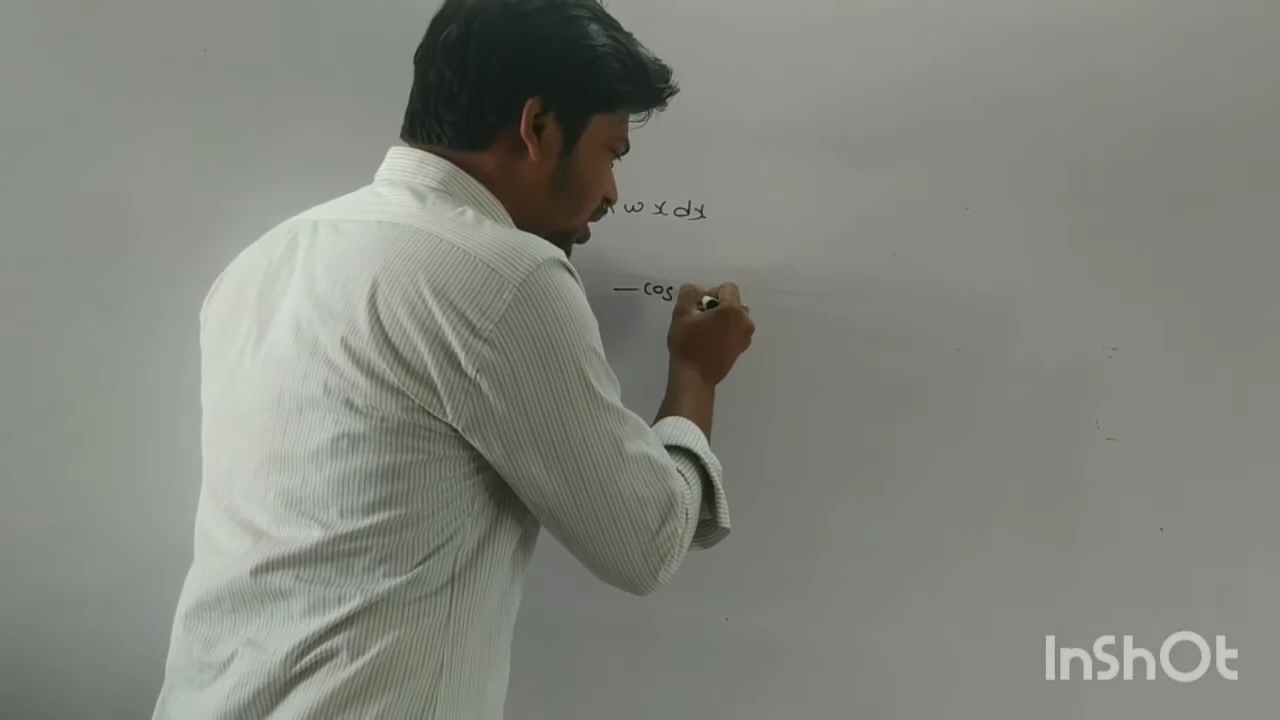 ω x dx
— cos
InShOt